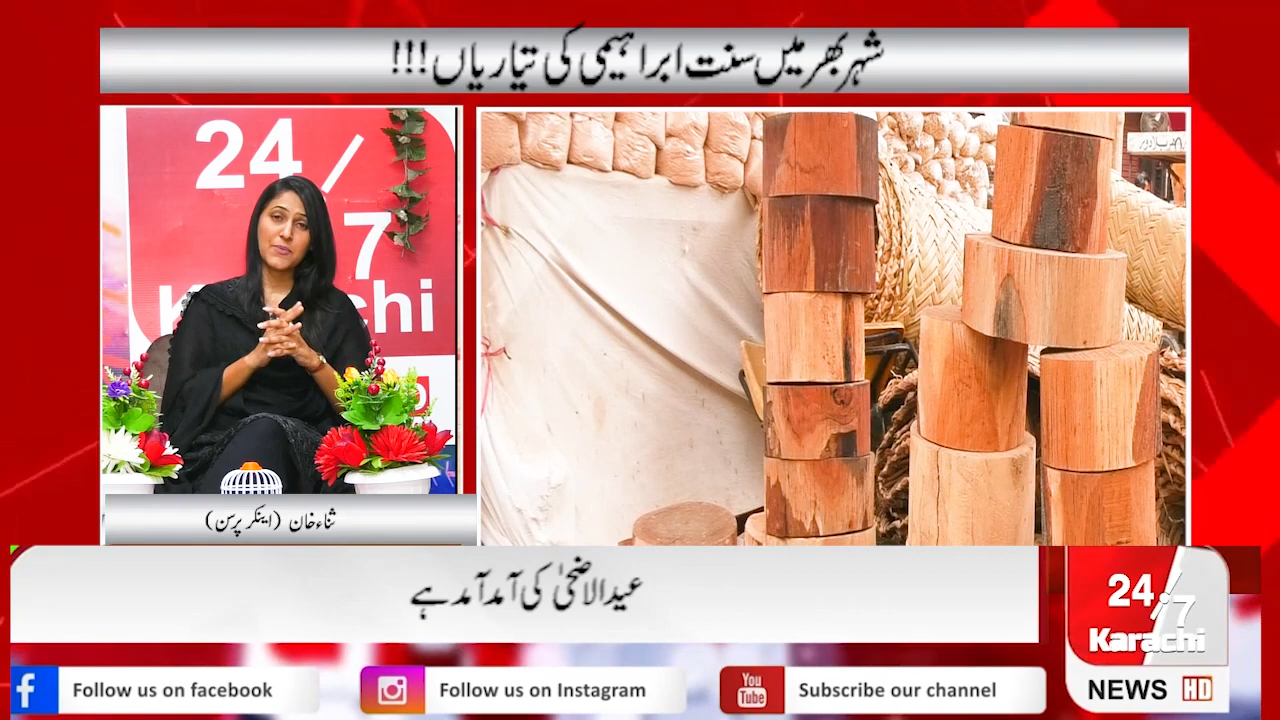 شہر بھر میں سنت ابراہیمی کی تیاریاں!!!
24/7
Karachi
ثناء خان (اینکر پرسن)
عیدالاضحیٰ کی آمد آمد ہے
24/7
Karachi
NEWS HD
Follow us on facebook
Follow us on Instagram
You Tube
Subscribe our channel